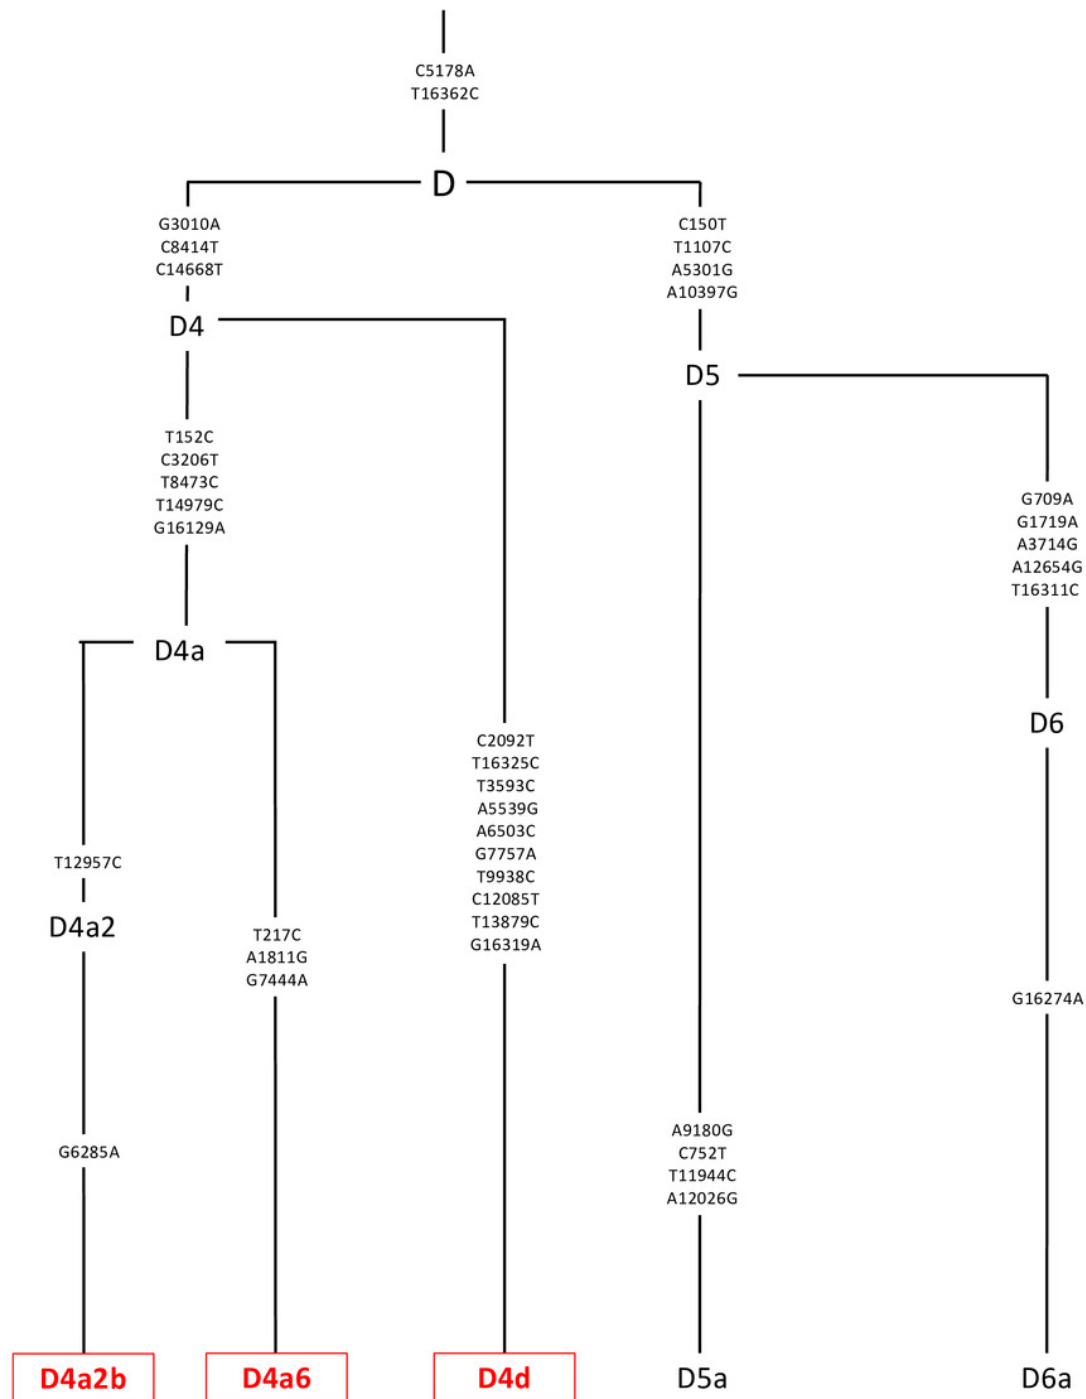 C5178A
T16362C
D
G3010A
C8414T
C14668T
C150T
T1107C
A5301G
A10397G
D4
D5
T152C
C3206T
T8473C
T14979C
G16129A
G709A
G1719A
A3714G
A12654G
T16311C
D4a
D6
C2092T
T16325C
T3593C
A5539G
A6503C
G7757A
T9938C
C12085T
T13879C
G16319A
T12957C
D4a2
T217C
A1811G
G7444A
G16274A
G6285A
A9180G
C752T
T11944C
A12026G
D4a2b
D4a6
D4d
D5a
D6a